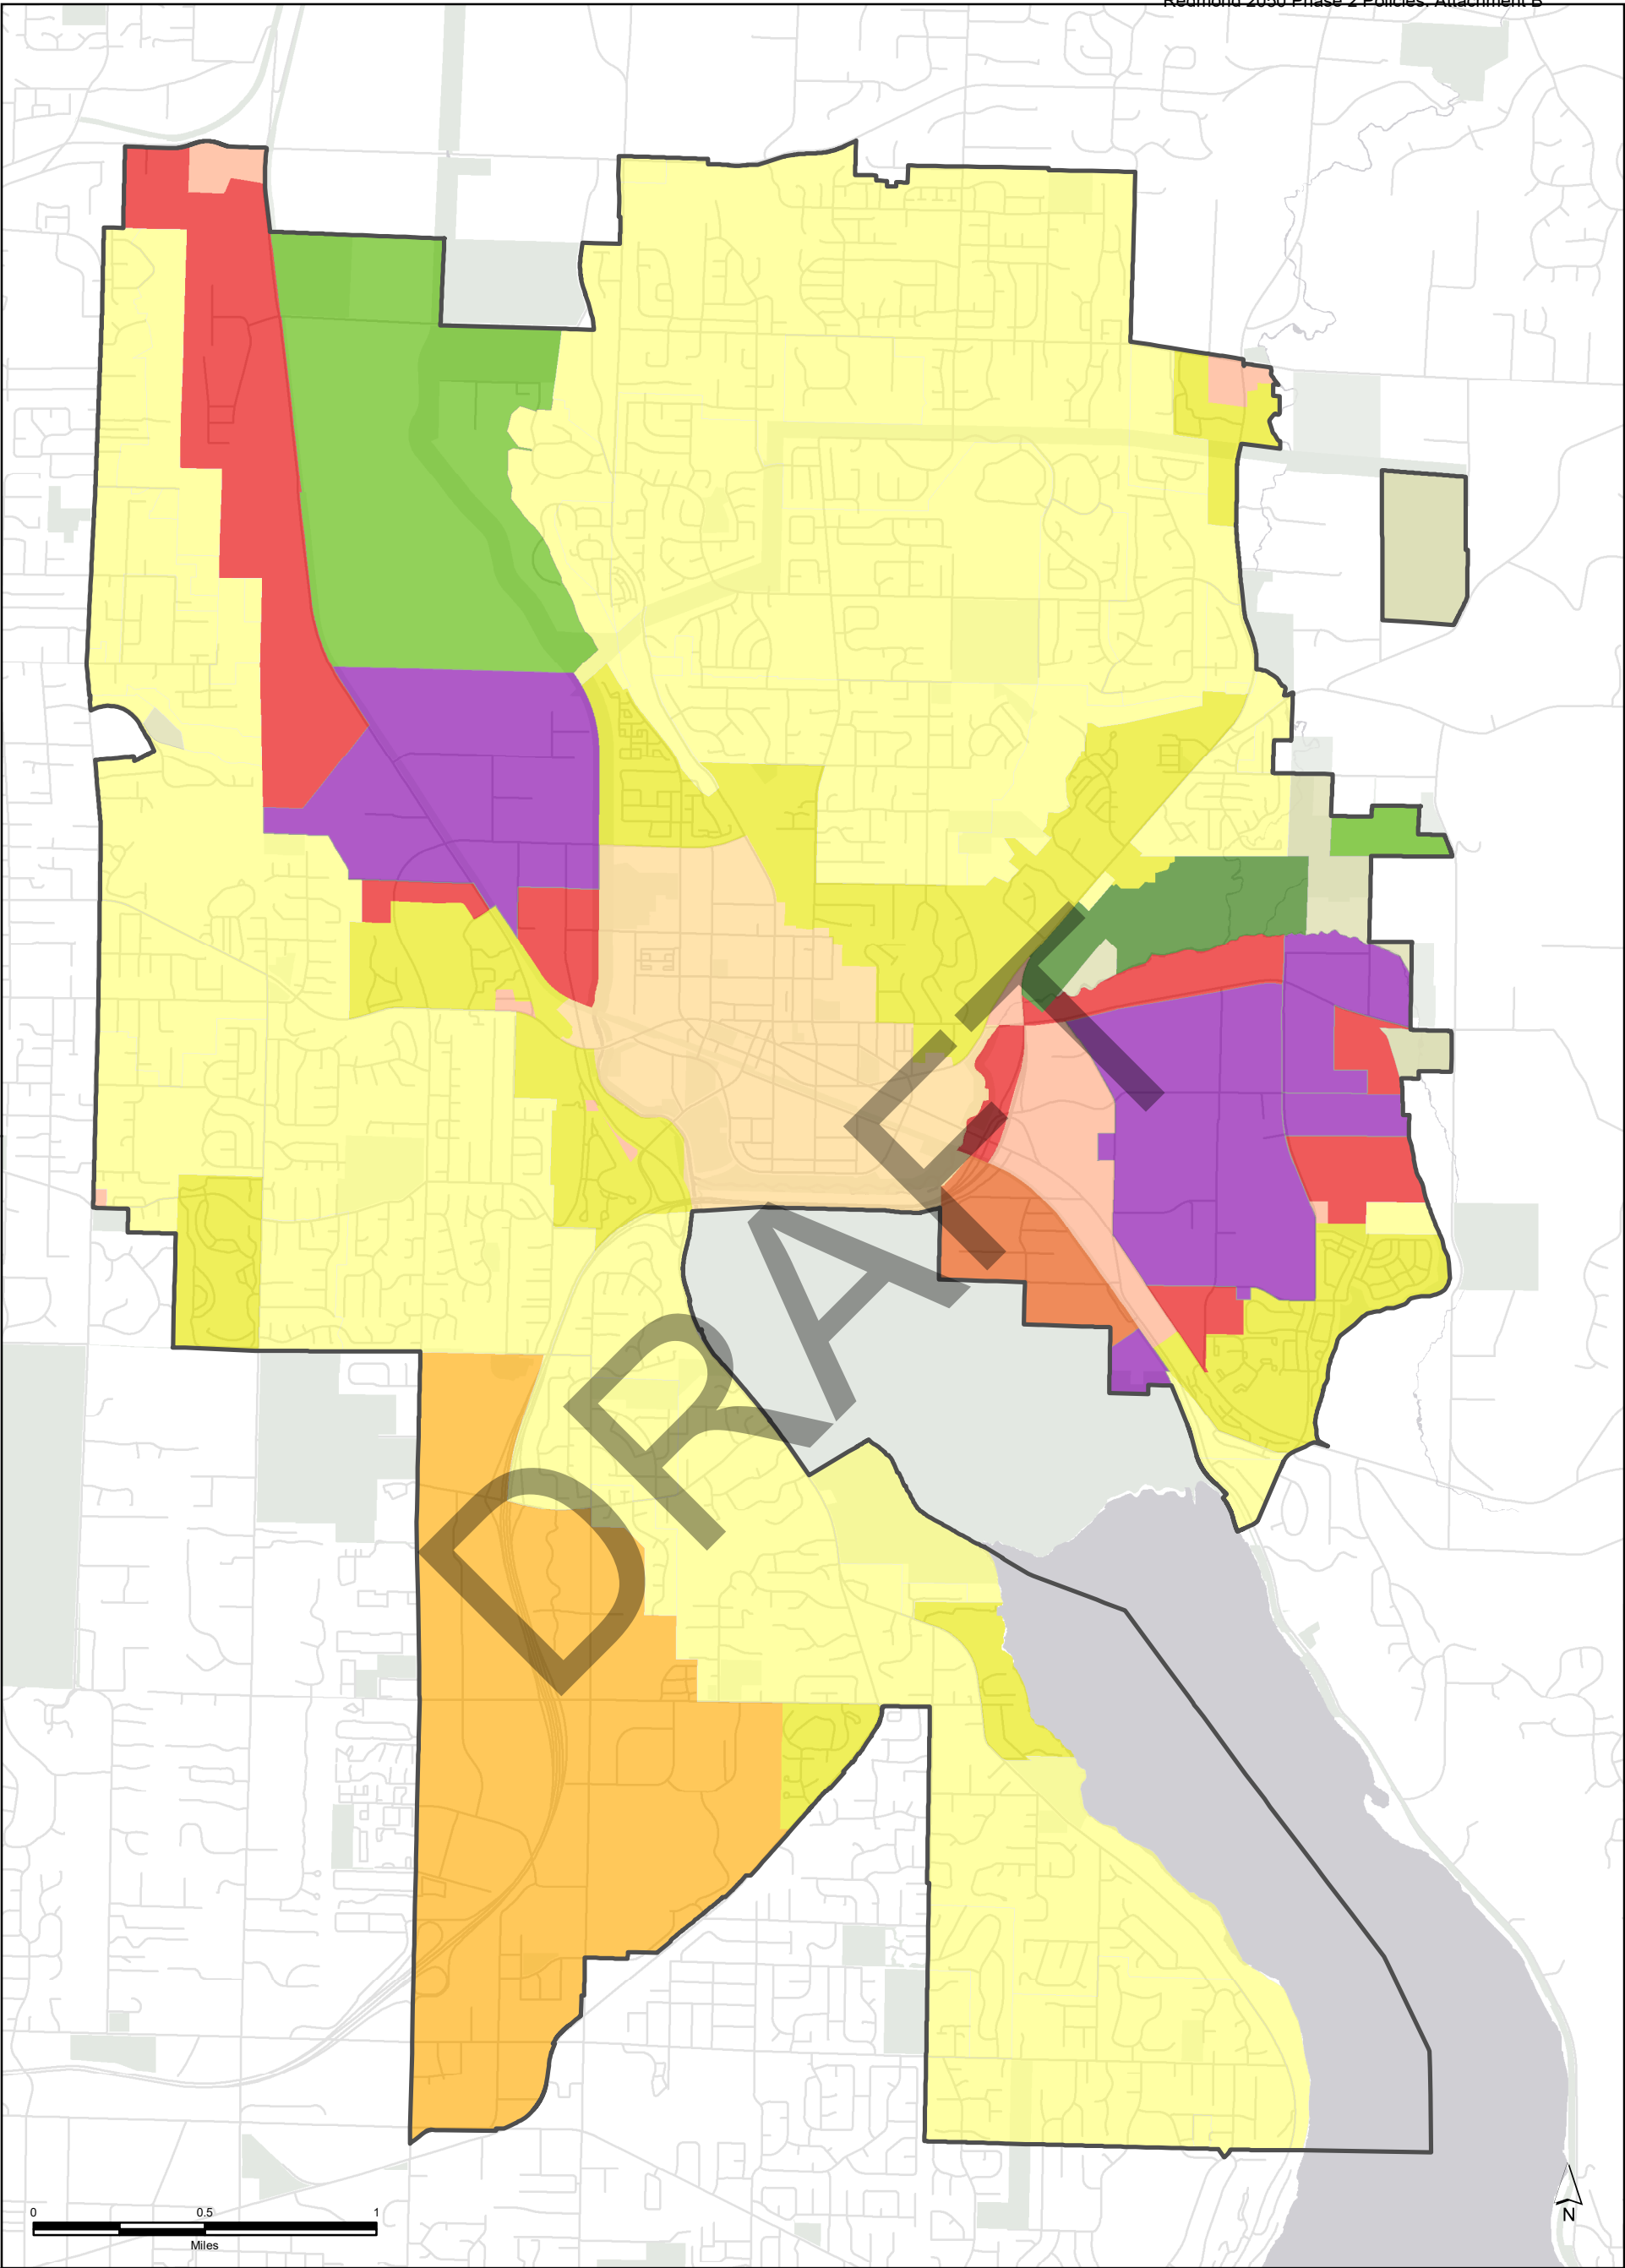 Redmond 2050 Phase 2 Policies: Attachment B
DRAFT
0 0.5 1
Miles
N